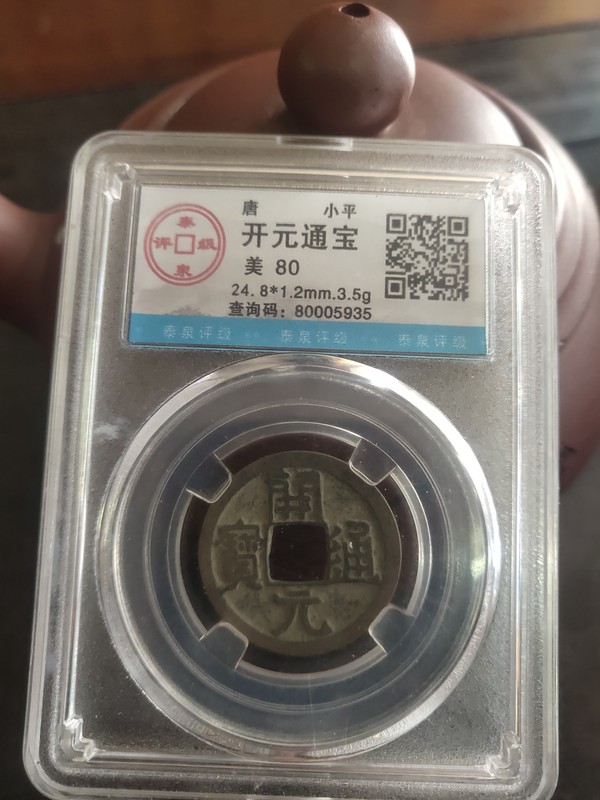 泰
评 级
泉
唐 小平
开元通宝
美 80
24.8*1.2mm.3.5g
查询码：80005935
泰泉评级 泰泉评级 泰泉评级
開
寶 通
元